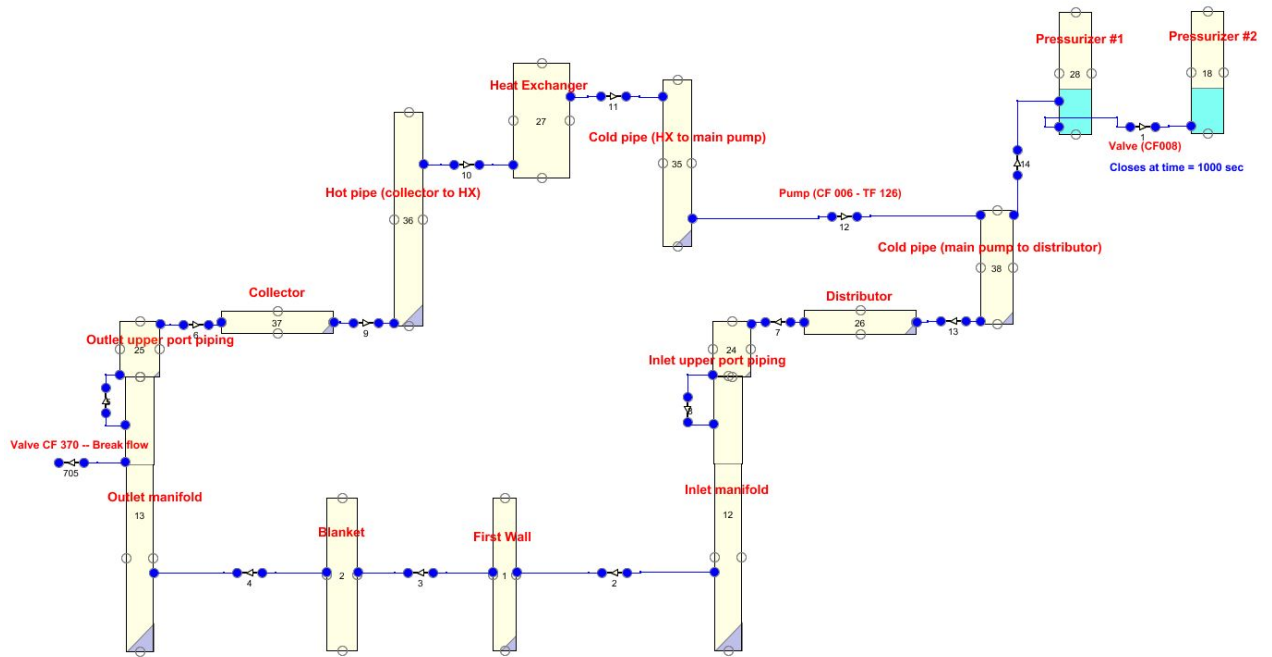 Pressurizer #1
Pressurizer #2
28
18
Heat Exchanger
27
11
Cold pipe (HX to main pump)
35
1
Valve (CF008)
Closes at time = 1000 sec
14
10
Hot pipe (collector to HX)
36
Pump (CF 006 - TF 126)
12
Cold pipe (main pump to distributor)
38
Collector
37
Distributor
26
6
9
7
13
Outlet upper port piping
25
Inlet upper port piping
24
5
8
Valve CF 370 -- Break flow
705
Outlet manifold
13
Inlet manifold
12
Blanket
2
First Wall
1
4
3
2